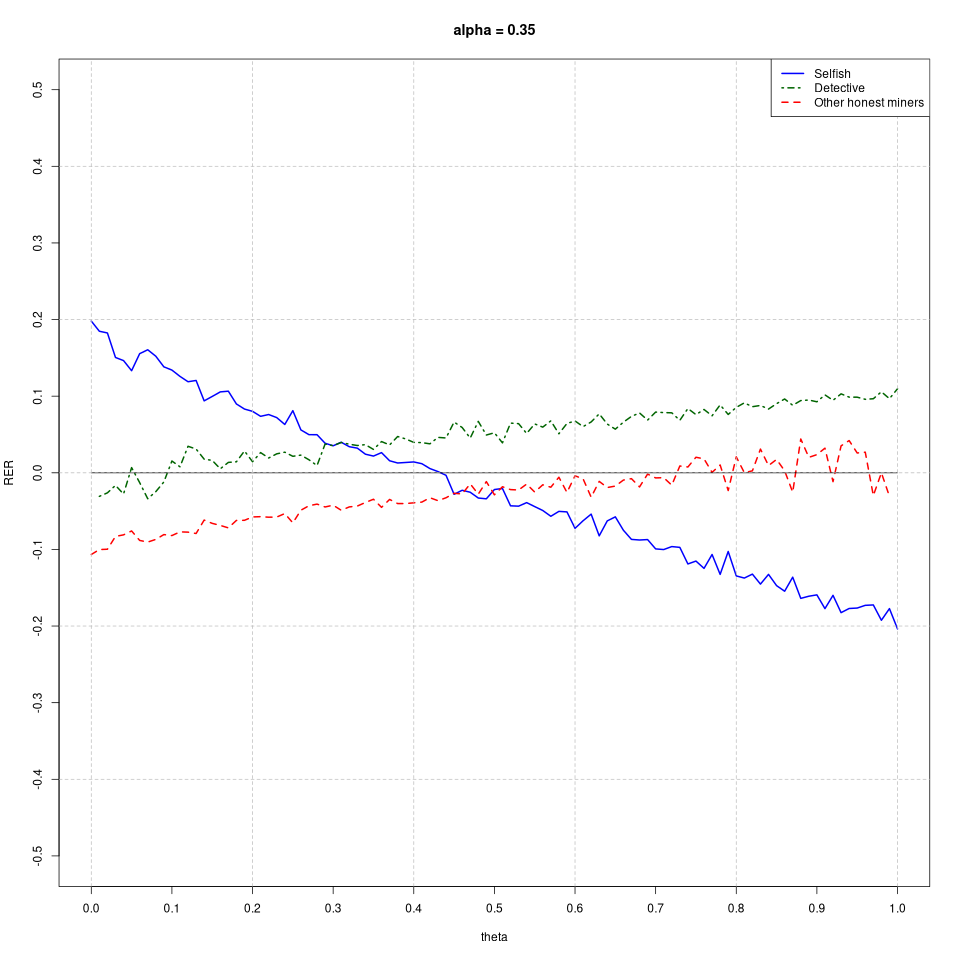 alpha = 0.35
Selfish
Detective
Other honest miners
RER
0.5
0.4
0.3
0.2
0.1
0.0
-0.1
-0.2
-0.3
-0.4
-0.5
0.0 0.1 0.2 0.3 0.4 0.5 0.6 0.7 0.8 0.9 1.0
theta